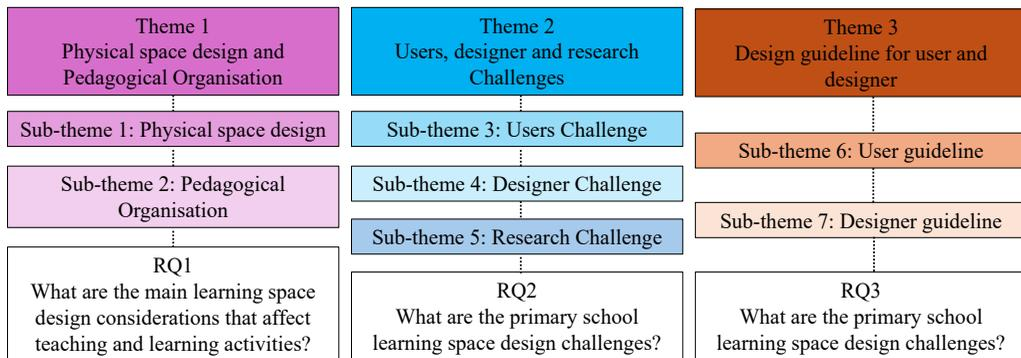 Theme 1
Physical space design and
Pedagogical Organisation
Sub-theme 1: Physical space design
Sub-theme 2: Pedagogical
Organisation
RQ1
What are the main learning space
design considerations that affect
teaching and learning activities?
Theme 2
Users, designer and research
Challenges
Sub-theme 3: Users Challenge
Sub-theme 4: Designer Challenge
Sub-theme 5: Research Challenge
RQ2
What are the primary school
learning space design challenges?
Theme 3
Design guideline for user and
designer
Sub-theme 6: User guideline
Sub-theme 7: Designer guideline
RQ3
What are the primary school
learning space design challenges?